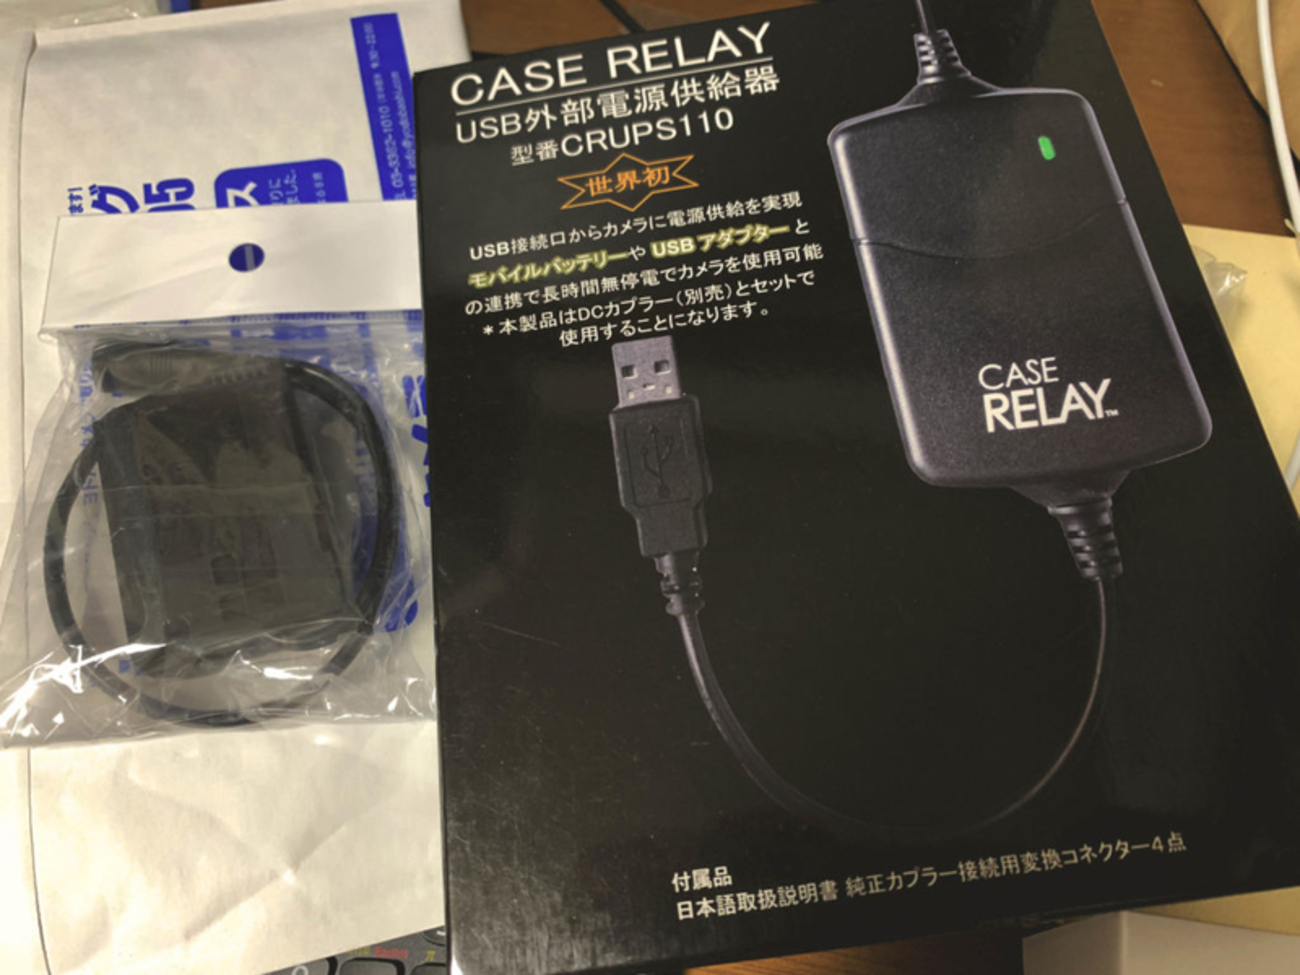 CASE RELAY
USB外部電源供給器
型番CRUPS110
世界初
USB接続口からカメラに電源供給を実現
モバイルバッテリーや USBアダプターと
の連携で長時間無停電でカメラを使用可能
*本製品はDCカプラー(別売)とセットで
使用することになります。
CASE
RELAY™
付属品
日本語取扱説明書 純正カプラー接続用変換コネクター4点